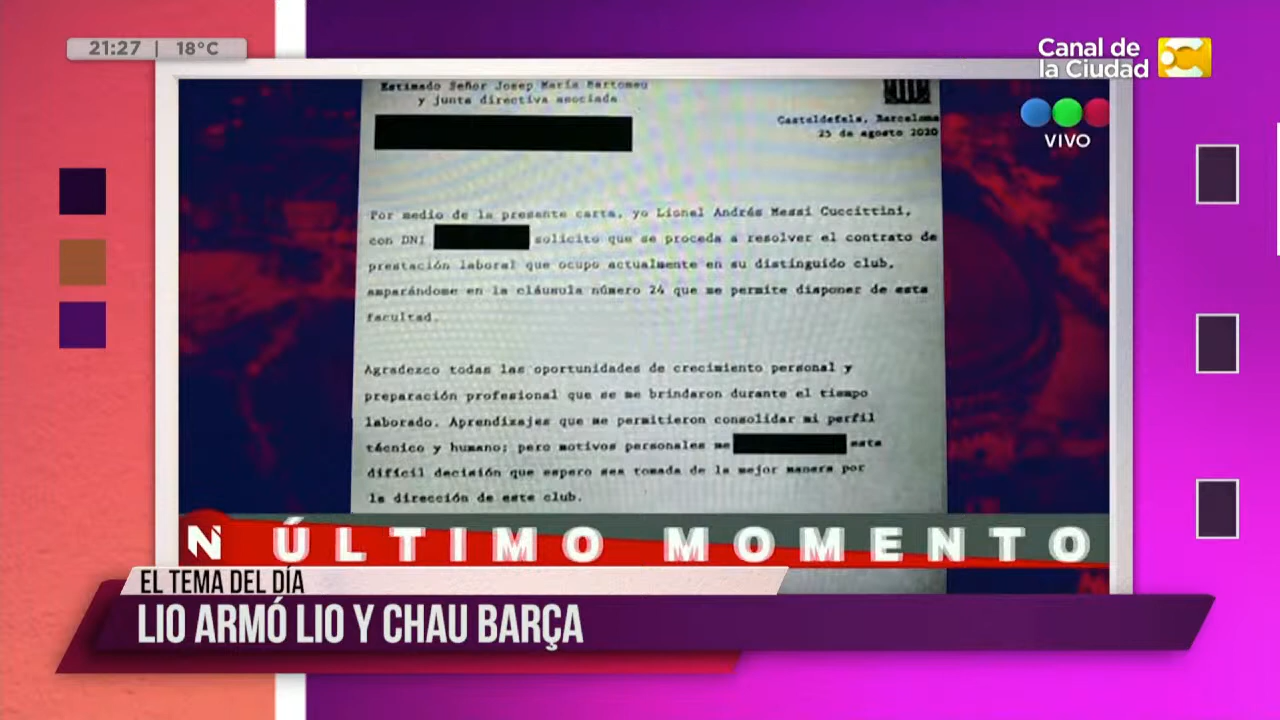 21:27 | 18°C
Canal de
la Ciudad
VIVO
Estimado Señor Josep Maria Bartomeu
y junta directiva asociada
Casteldefels, Barcelona
25 de agosto 2020
Por medio de la presente carta, yo Lionel Andrés Messi Cuccittini,
con DNI solicito que se proceda a resolver el contrato de
prestación laboral que ocupo actualmente en su distinguido club,
amparándome en la cláusula número 24 que me permite disponer de esta
facultad.
Agradezco todas las oportunidades de crecimiento personal y
preparación profesional que se me brindaron durante el tiempo
laborado. Aprendizajes que me permitieron consolidar mi perfil
técnico y humano; pero motivos personales me esta
difícil decisión que espero sea tomada de la mejor manera por
la dirección de este club.
N ÚLTIMO MOMENTO
EL TEMA DEL DÍA
LIO ARMÓ LIO Y CHAU BARÇA